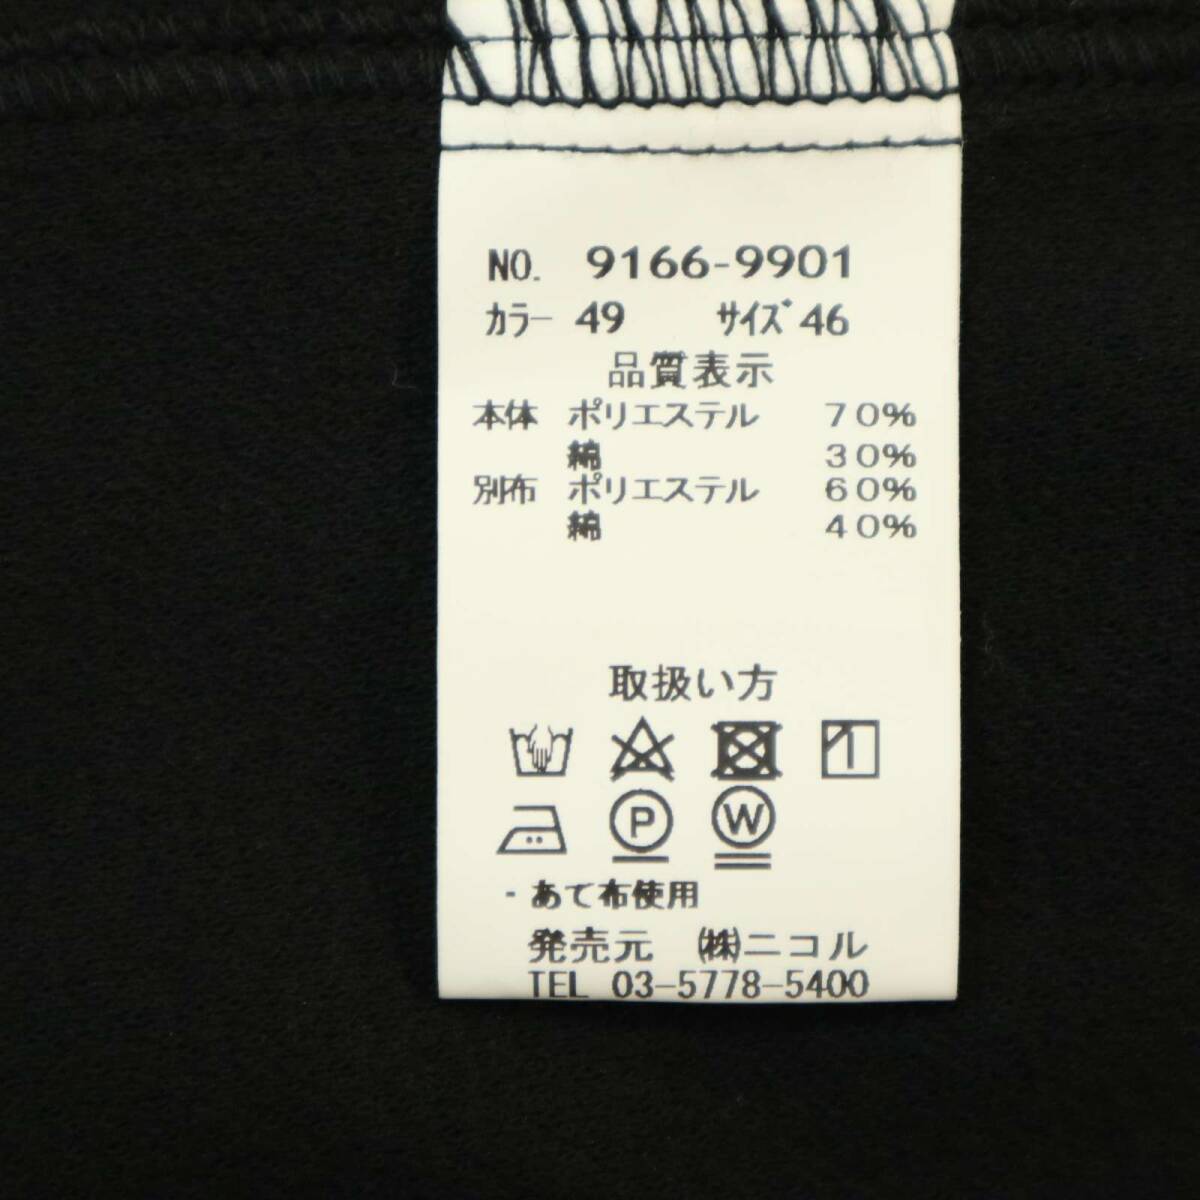 NO. 9166-9901
カラー 49 サイズ 46
品質表示
本体 ポリエステル 70%
綿 30%
別布 ポリエステル 60%
綿 40%
取扱い方
P W
・あて布使用
発売元 ㈱ニコル
TEL 03-5778-5400